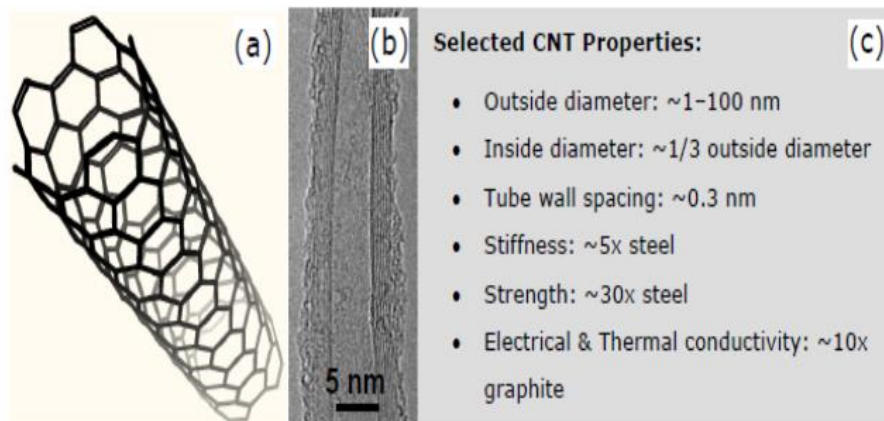 (a)
(b)
5 nm
(c)
Selected CNT Properties:
• Outside diameter: ~1–100 nm
• Inside diameter: ~1/3 outside diameter
• Tube wall spacing: ~0.3 nm
• Stiffness: ~5x steel
• Strength: ~30x steel
• Electrical & Thermal conductivity: ~10x
graphite